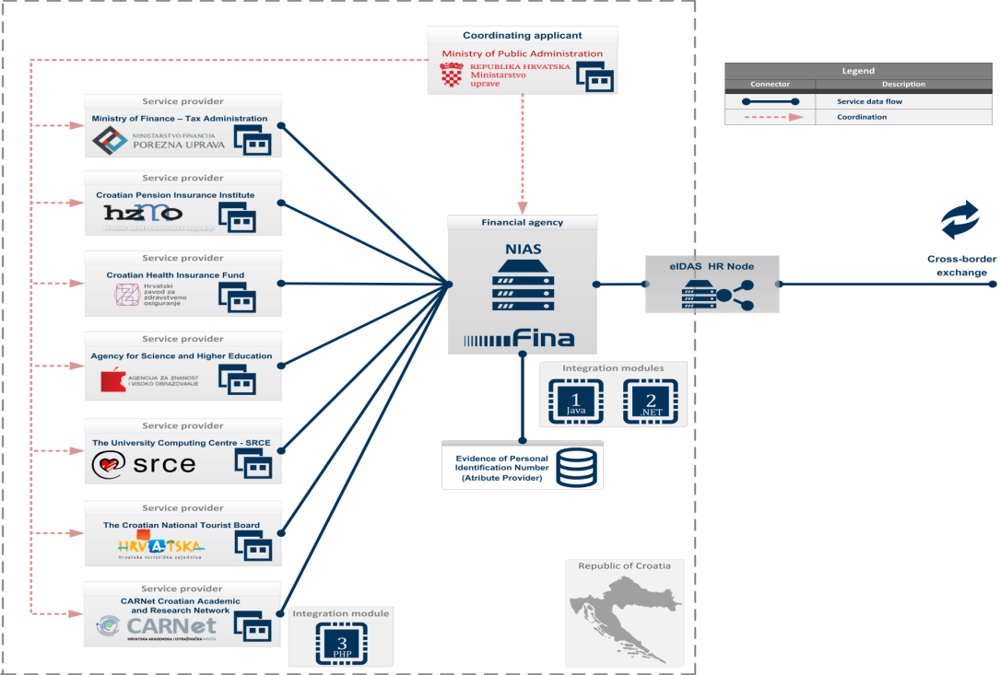 Coordinating applicant
Ministry of Public Administration
REPUBLIKA HRVATSKA
Ministarstvo
uprave
Legend
Connector
Description
Service data flow
Coordination
Service provider
Ministry of Finance – Tax Administration
MINISTARSTVO FINANCIJA
POREZNA UPRAVA
Service provider
Croatian Pension Insurance Institute
hzmo
Service provider
Croatian Health Insurance Fund
Hrvatski
zavod za
zdravstveno
osiguranje
Service provider
Agency for Science and Higher Education
AGENCIJA ZA ZNANOST
I VISOKO OBRAZOVANJE
Service provider
The University Computing Centre - SRCE
srce
Service provider
The Croatian National Tourist Board
HRVATSKA
Hrvatska turistička zajednica
Service provider
CARNet Croatian Academic
and Research Network
CARNet
HRVATSKA AKADEMSKA I ISTRAŽIVAČKA MREŽA
Integration module
3
PHP
Financial agency
NIAS
Fina
Integration modules
1
Java
2
.NET
Evidence of Personal
Identification Number
(Atribute Provider)
eIDAS HR Node
Cross-border
exchange
Republic of Croatia